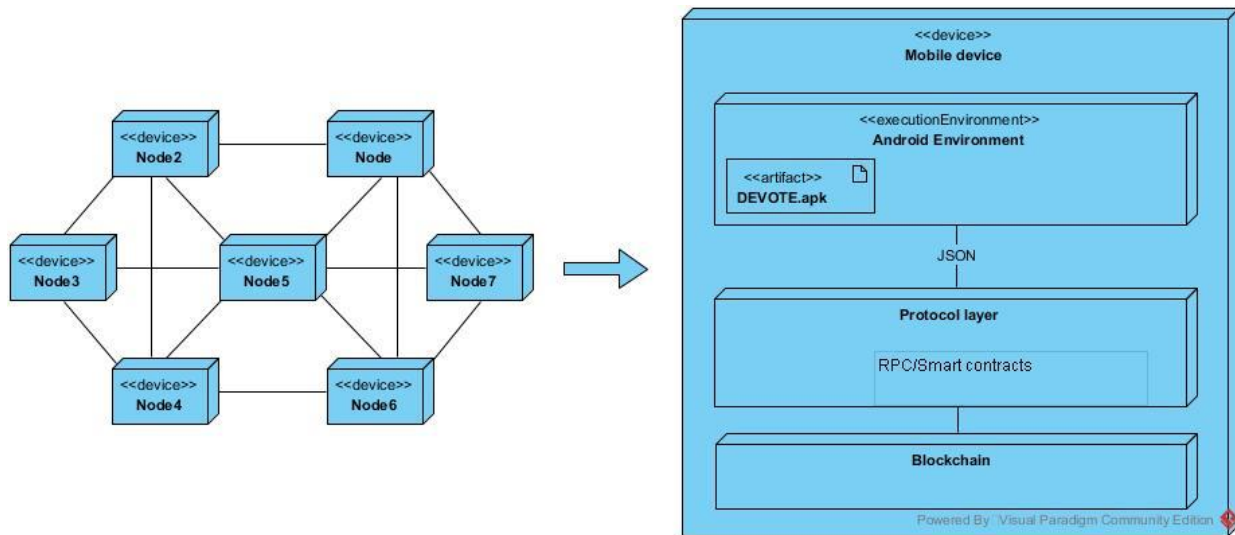 <<device>>
Node2
<<device>>
Node
<<device>>
Node3
<<device>>
Node5
<<device>>
Node7
<<device>>
Node4
<<device>>
Node6
<<device>>
Mobile device
<<executionEnvironment>>
Android Environment
<<artifact>>
DEVOTE.apk
JSON
Protocol layer
RPC/Smart contracts
Blockchain
Powered By Visual Paradigm Community Edition